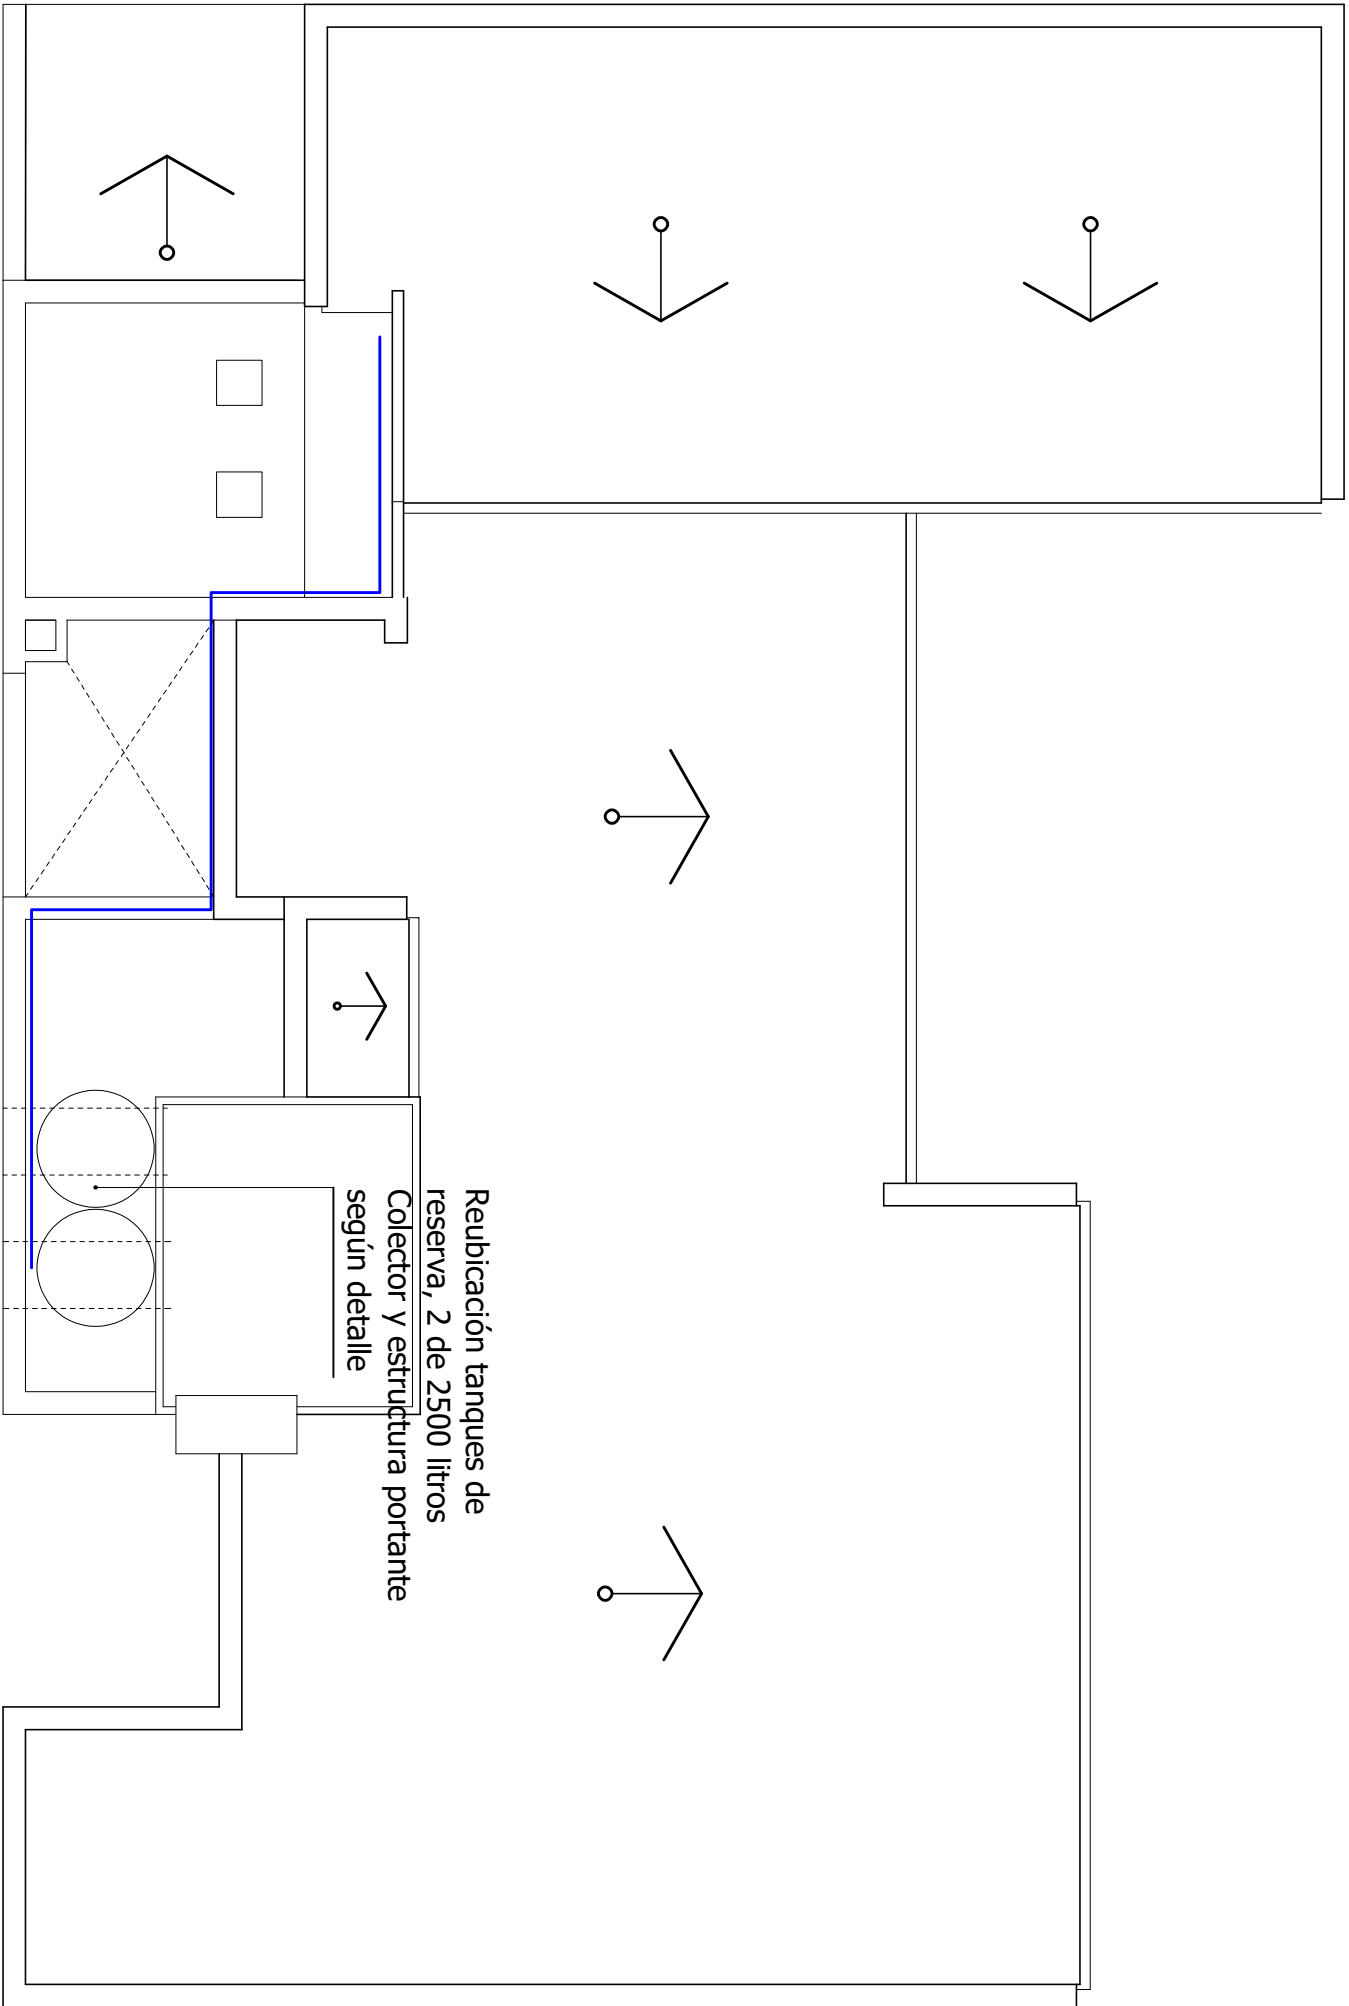 Reubicación tanques de
reserva, 2 de 2500 litros
Colector y estructura portante
según detalle